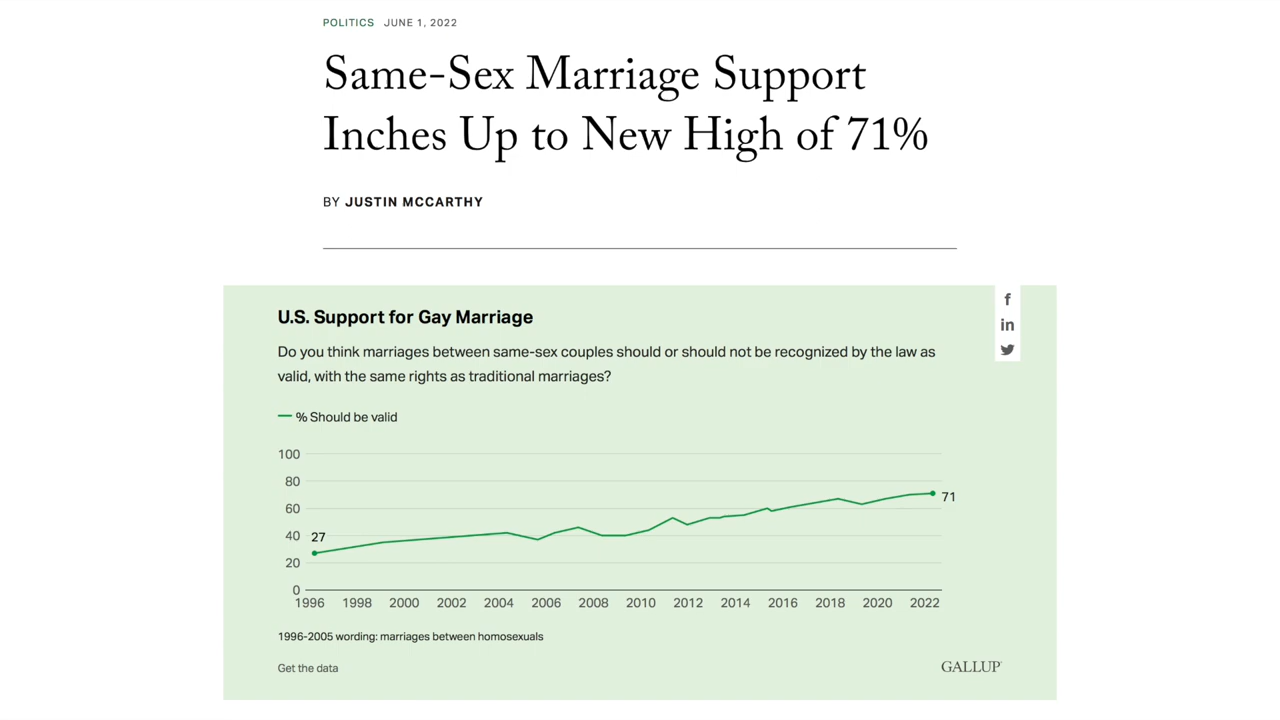 POLITICS JUNE 1, 2022
Same-Sex Marriage Support
Inches Up to New High of 71%
BY JUSTIN MCCARTHY
U.S. Support for Gay Marriage
Do you think marriages between same-sex couples should or should not be recognized by the law as
valid, with the same rights as traditional marriages?
% Should be valid
100
80
60
40
20
0
27
71
1996 1998 2000 2002 2004 2006 2008 2010 2012 2014 2016 2018 2020 2022
1996-2005 wording: marriages between homosexuals
Get the data
GALLUP
f
in